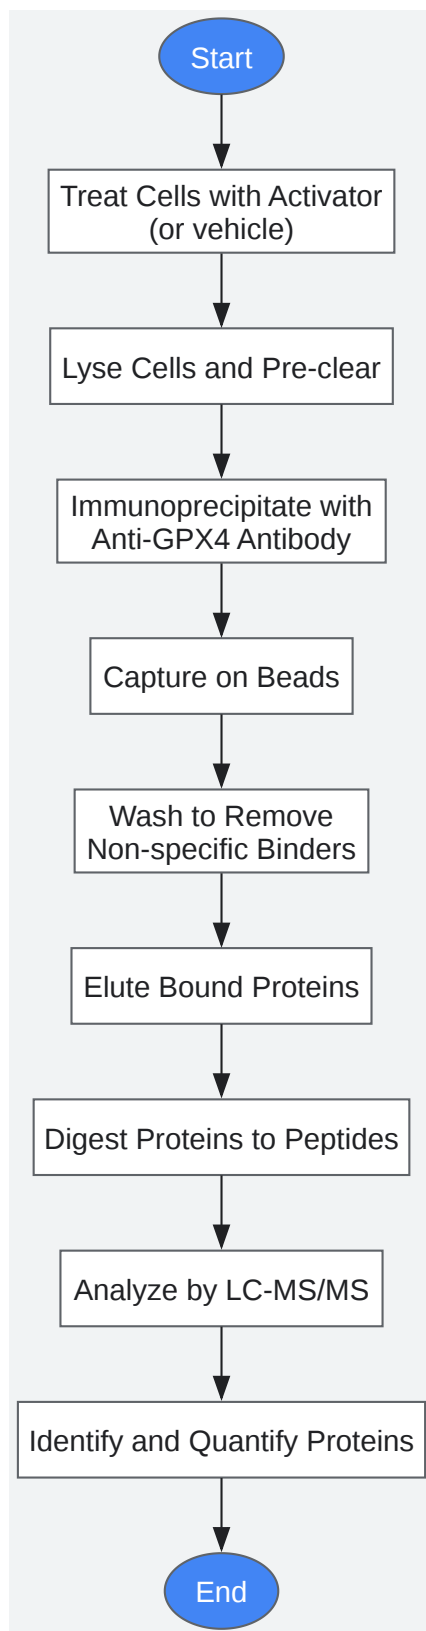 Start
Treat Cells with Activator
(or vehicle)
Lyse Cells and Pre-clear
Immunoprecipitate with
Anti-GPX4 Antibody
Capture on Beads
Wash to Remove
Non-specific Binders
Elute Bound Proteins
Digest Proteins to Peptides
Analyze by LC-MS/MS
Identify and Quantify Proteins
End